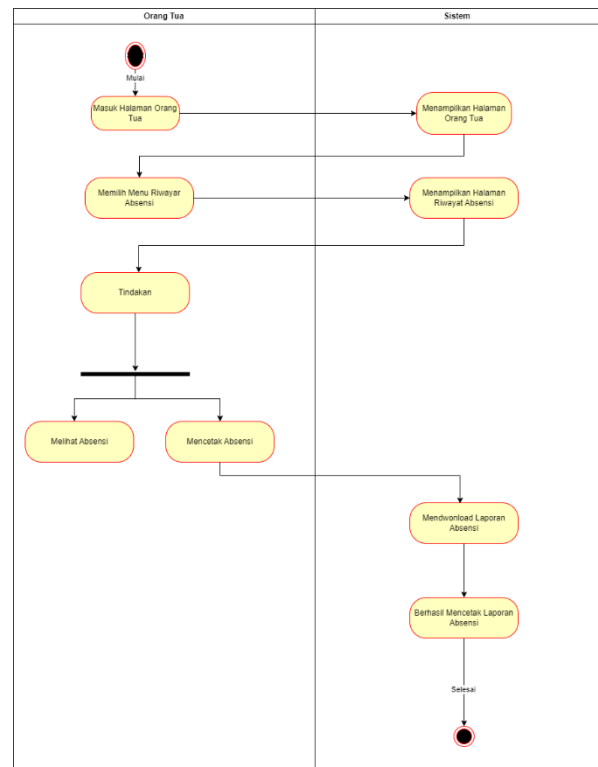 Orang Tua
Sistem
Mulai
Masuk Halaman Orang
Tua
Menampilkan Halaman
Orang Tua
Memilih Menu Riwayar
Absensi
Menampilkan Halaman
Riwayat Absensi
Tindakan
Melihat Absensi
Mencetak Absensi
Mendwonload Laporan
Absensi
Berhasil Mencetak Laporan
Absensi
Selesai